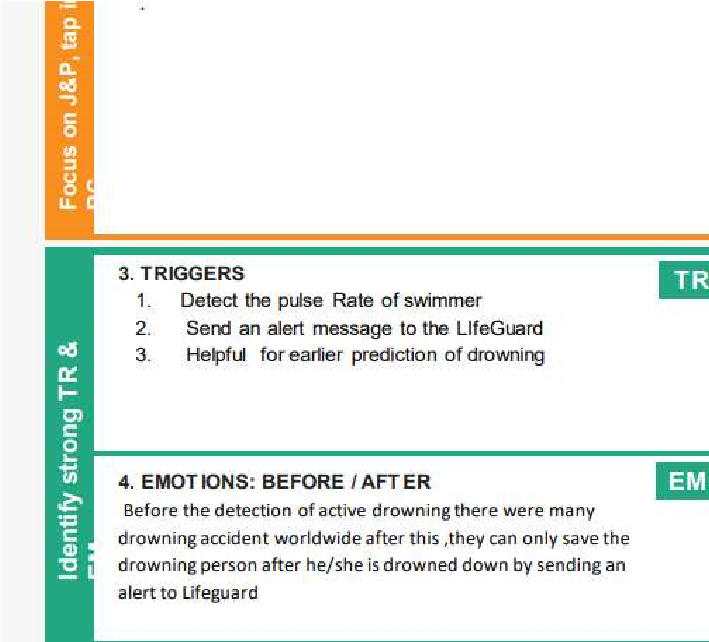 Focus on J&P, tap i
3. TRIGGERS
TR
1. Detect the pulse Rate of swimmer
2. Send an alert message to the LIfeGuard
3. Helpful for earlier prediction of drowning
Identify strong TR &
EM
4. EMOTIONS: BEFORE / AFTER
EM
Before the detection of active drowning there were many
drowning accident worldwide after this ,they can only save the
drowning person after he/she is drowned down by sending an
alert to Lifeguard